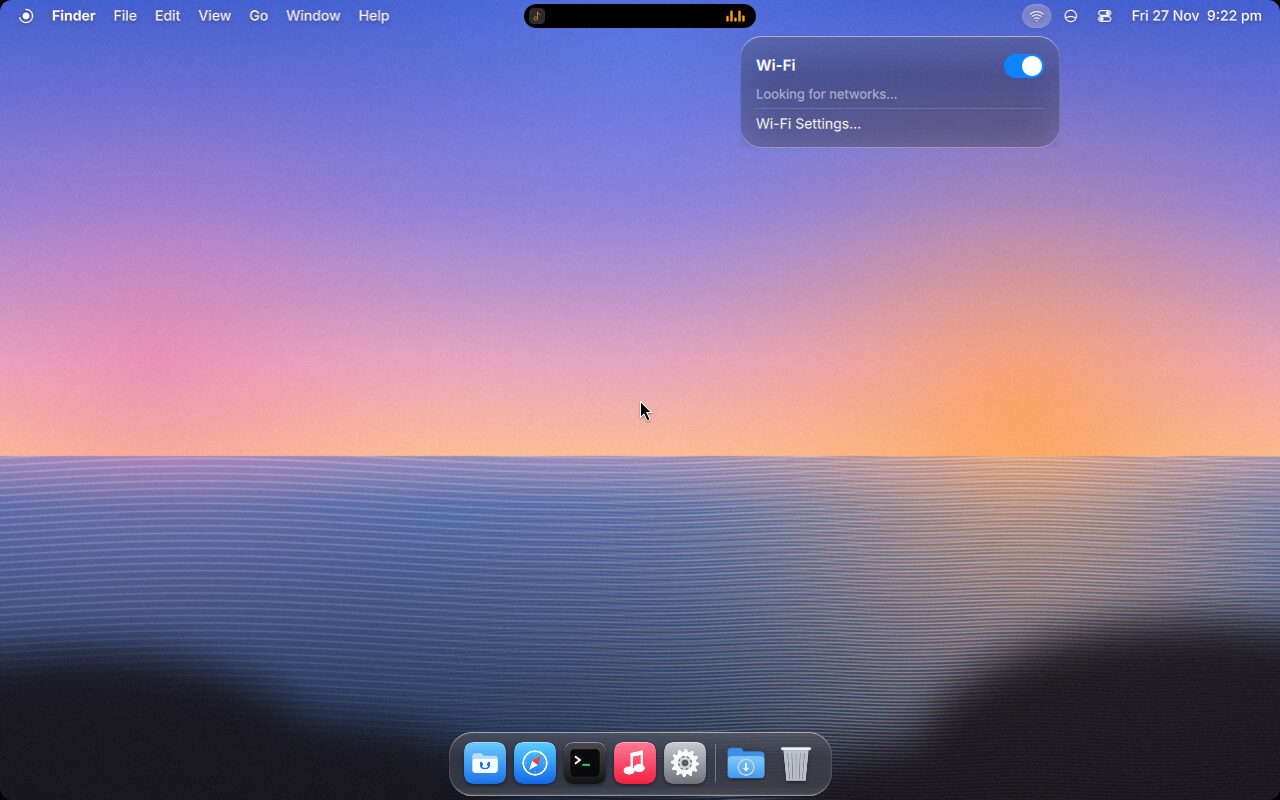 Finder File Edit View Go Window Help Fri 27 Nov 9:22 pm
Wi-Fi
Looking for networks...
Wi-Fi Settings...